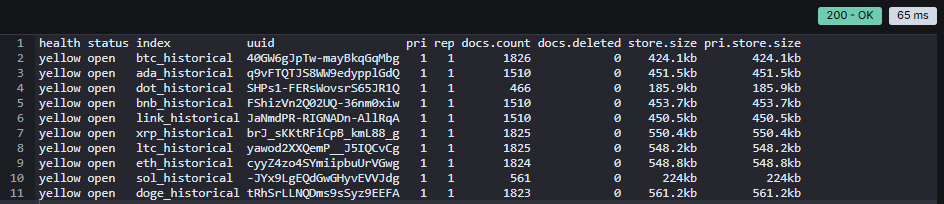 200 - OK 65 ms
1 health status index uuid pri rep docs.count docs.deleted store.size pri.store.size
2 yellow open btc_historical 40GW6gJpTw-mayBkqGqMbg 1 1 1826 0 424.1kb 424.1kb
3 yellow open ada_historical q9vFTQTJS8WW9edypplGdQ 1 1 1510 0 451.5kb 451.5kb
4 yellow open dot_historical SHPs1-FERsWovsrS65JR1Q 1 1 466 0 185.9kb 185.9kb
5 yellow open bnb_historical FShizVn2Q02UQ-36nm0xiw 1 1 1510 0 453.7kb 453.7kb
6 yellow open link_historical JaNmdPR-RIGNADn-AllRqA 1 1 1510 0 450.5kb 450.5kb
7 yellow open xrp_historical brJ_sKKtRFiCpB_kmL88_g 1 1 1825 0 550.4kb 550.4kb
8 yellow open ltc_historical yawod2XXQemP__J5IQCvCg 1 1 1825 0 548.2kb 548.2kb
9 yellow open eth_historical cyyZ4zo4SYmiipbuUrVGwg 1 1 1824 0 548.8kb 548.8kb
10 yellow open sol_historical -JYx9LgEQdGwGHyvEVVJdg 1 1 561 0 224kb 224kb
11 yellow open doge_historical tRhSrLLNQDms9sSyz9EEFA 1 1 1823 0 561.2kb 561.2kb